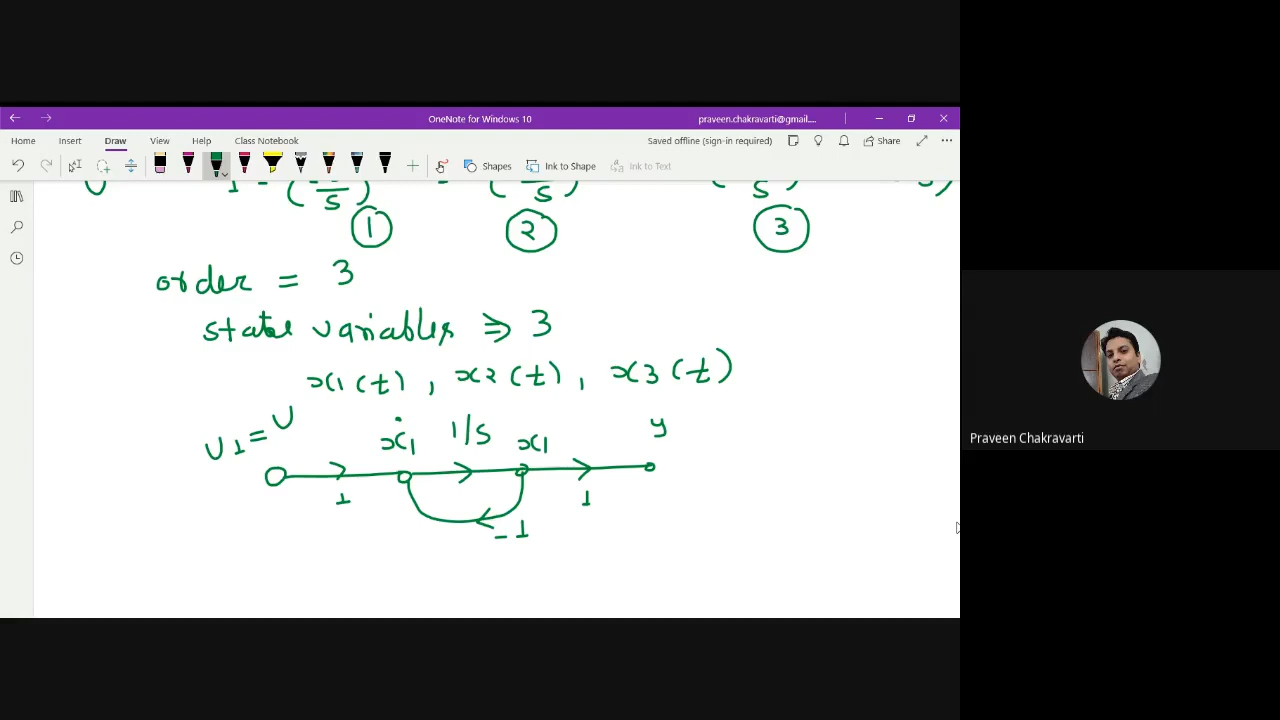 OneNote for Windows 10
praveen.chakravarti@gmail....
Home Insert Draw View Help Class Notebook
Saved offline (sign-in required) Share
Shapes Ink to Shape Ink to Text
1 2 3
order = 3
state variables ⇒ 3
x1(t), x2(t), x3(t)
U1 = U ẋ1 1/s x1 y
1 1
-1
Praveen Chakravarti